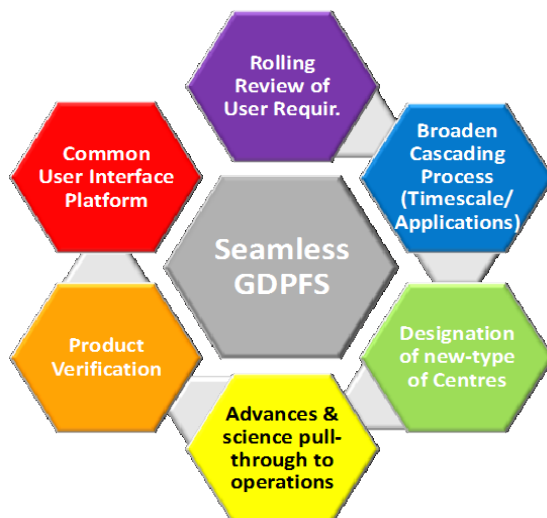 Rolling
Review of
User Requir.
Broaden
Cascading
Process
(Timescale/
Applications)
Designation
of new-type
of Centres
Advances &
science pull-
through to
operations
Product
Verification
Common
User Interface
Platform
Seamless
GDPFS